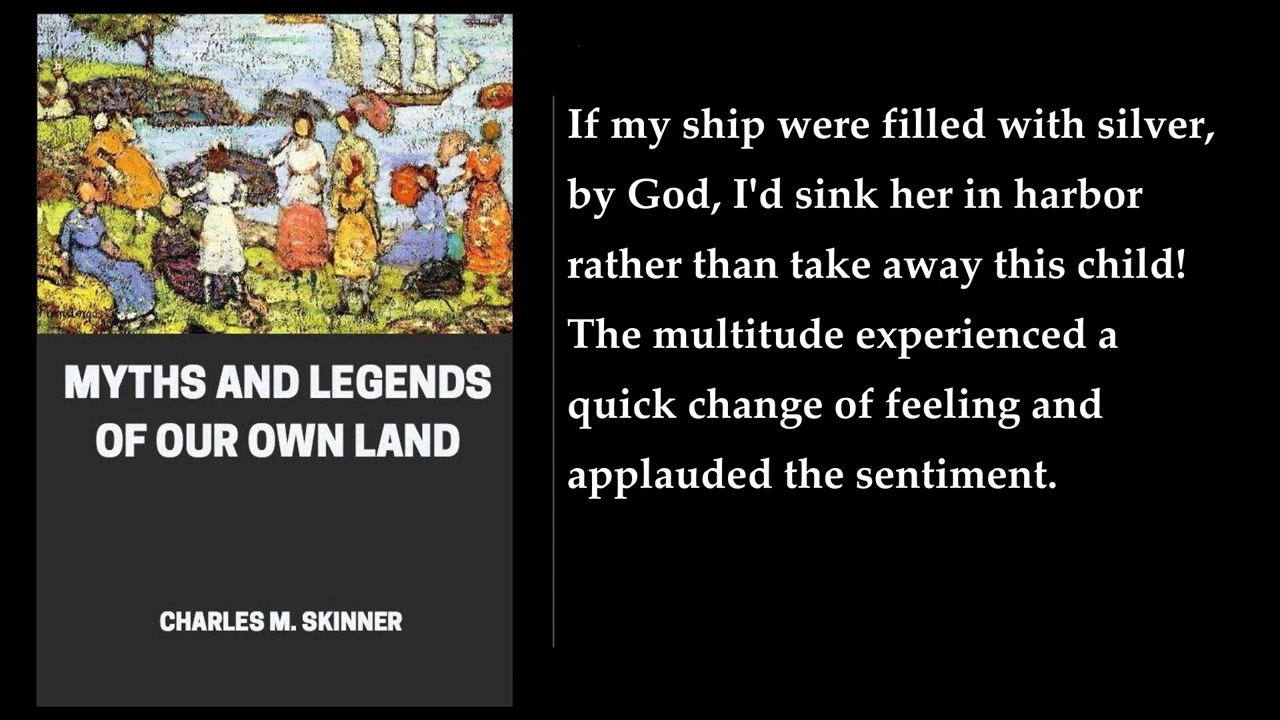 MYTHS AND LEGENDS
OF OUR OWN LAND
CHARLES M. SKINNER
If my ship were filled with silver,
by God, I'd sink her in harbor
rather than take away this child!
The multitude experienced a
quick change of feeling and
applauded the sentiment.